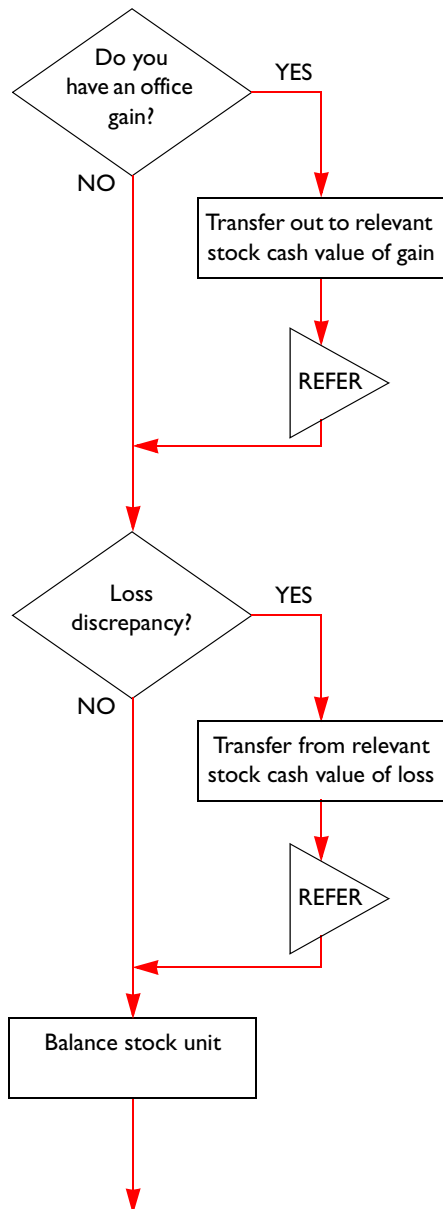 Do you
have an office
gain?
YES
NO
Transfer out to relevant
stock cash value of gain
REFER
Loss
discrepancy?
YES
NO
Transfer from relevant
stock cash value of loss
REFER
Balance stock unit